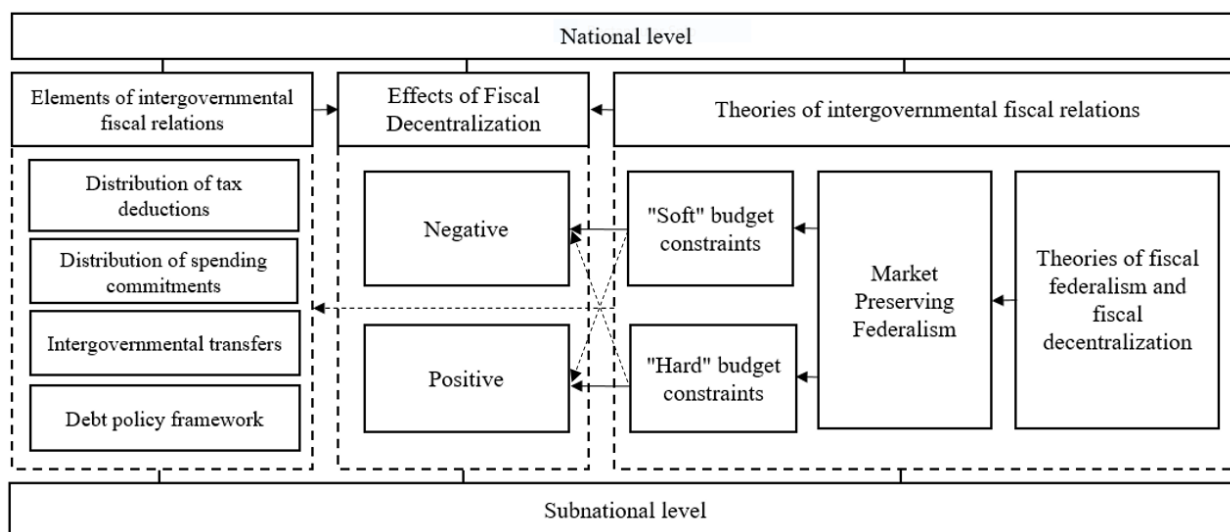 National level
Elements of intergovernmental
fiscal relations
Effects of Fiscal
Decentralization
Theories of intergovernmental fiscal relations
Distribution of tax
deductions
Distribution of spending
commitments
Intergovernmental transfers
Debt policy framework
Negative
Positive
"Soft" budget
constraints
"Hard" budget
constraints
Market
Preserving
Federalism
Theories of fiscal
federalism and
fiscal
decentralization
Subnational level